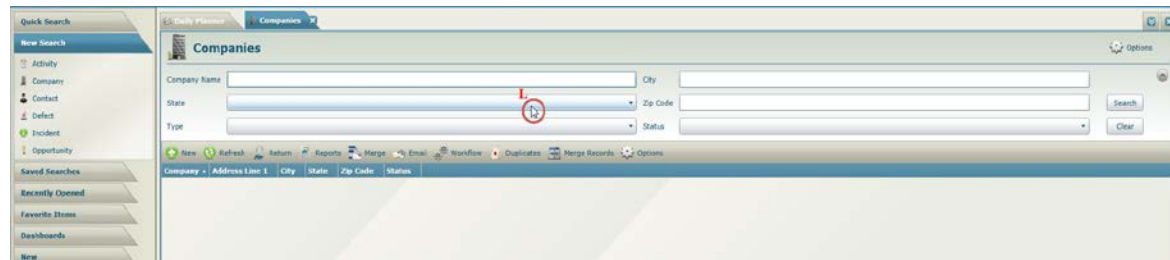 Quick Search
Daily Planner Companies
New Search
Companies
Options
Activity
Company
Contact
Defect
Incident
Opportunity
Company Name
City
L
State
Zip Code
Search
Type
Status
Clear
New Refresh Return Reports Merge Email Workflow Duplicates Merge Records Options
Company Address Line 1 City State Zip Code Status
Saved Searches
Recently Opened
Favorite Items
Dashboards
New